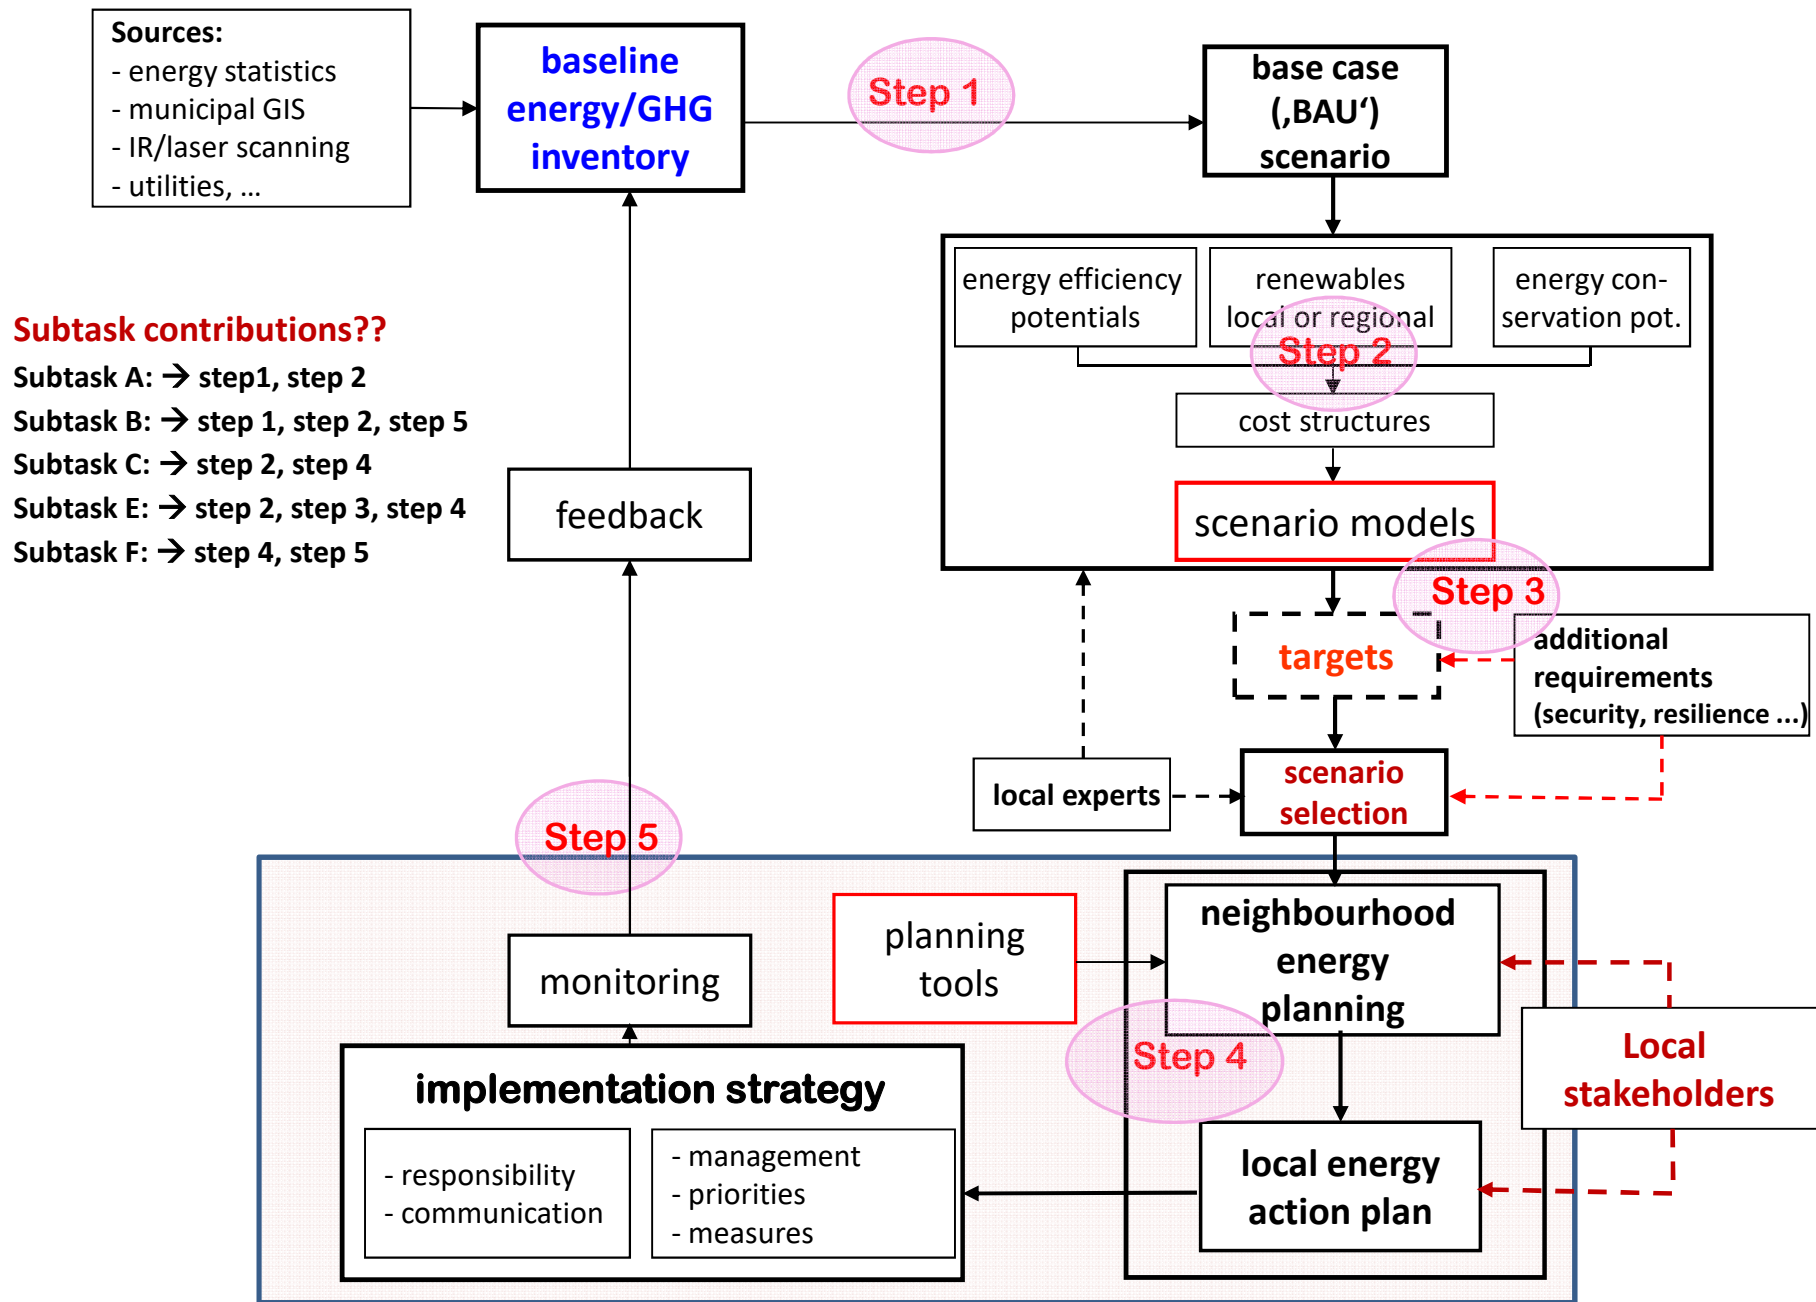 Sources:
- energy statistics
- municipal GIS
- IR/laser scanning
- utilities, ...
baseline
energy/GHG
inventory
Step 1
base case
(‚BAU‘)
scenario
energy efficiency
potentials
renewables
local or regional
energy con-
servation pot.
Step 2
cost structures
scenario models
Subtask contributions??
Subtask A: → step1, step 2
Subtask B: → step 1, step 2, step 5
Subtask C: → step 2, step 4
Subtask E: → step 2, step 3, step 4
Subtask F: → step 4, step 5
feedback
Step 3
targets
additional
requirements
(security, resilience ...)
local experts
scenario
selection
Step 5
monitoring
planning
tools
neighbourhood
energy
planning
Step 4
Local
stakeholders
implementation strategy
- responsibility
- communication
- management
- priorities
- measures
local energy
action plan